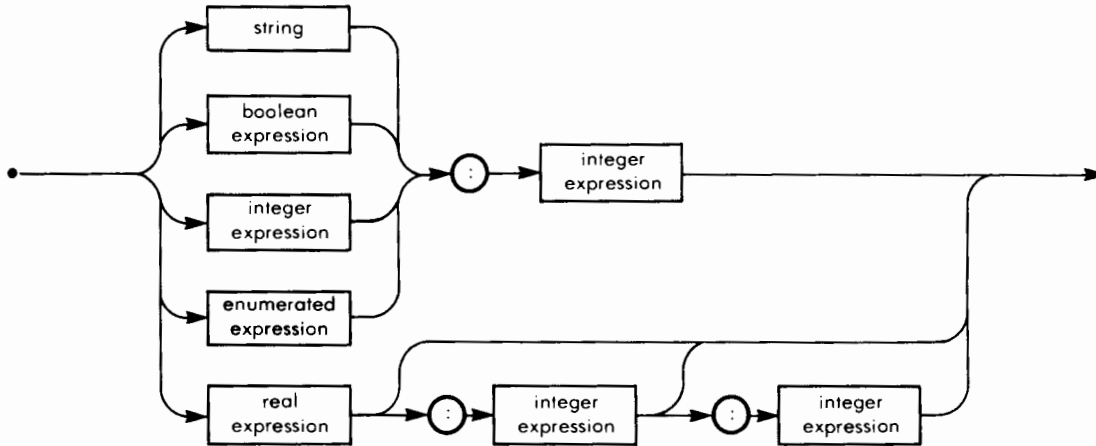 string
boolean
expression
:
integer
expression
integer
expression
enumerated
expression
real
expression
:
integer
expression
:
integer
expression